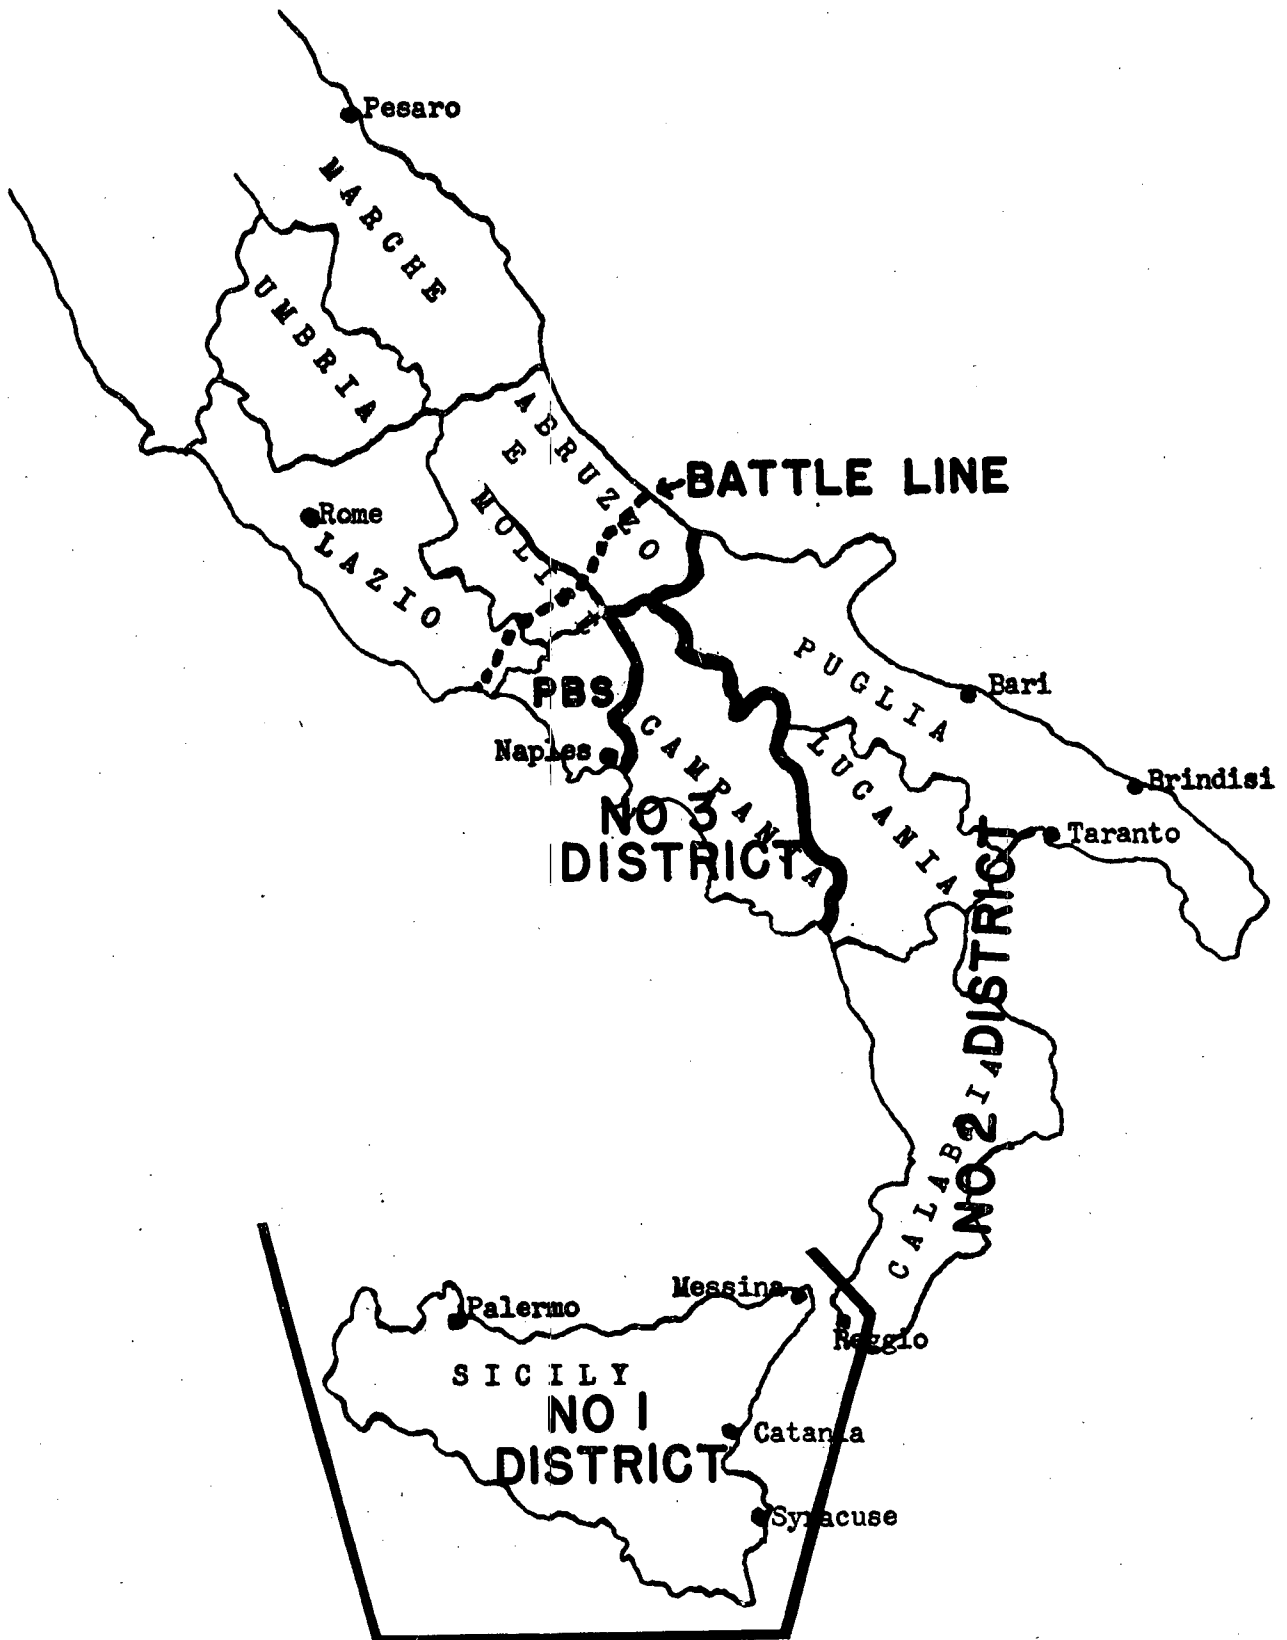 Pesaro
MARCHE
UMBRIA
ABRUZZO
E
MOLISE
BATTLE LINE
Rome
LAZIO
PUGLIA
Bari
PBS
CAMPANIA
LUCANIA
Naples
Brindisi
NO 3
DISTRICT
Taranto
NO 2 DISTRICT
CALABRIA
Messina
Palermo
Reggio
SICILY
NO 1
DISTRICT
Catania
Syracuse